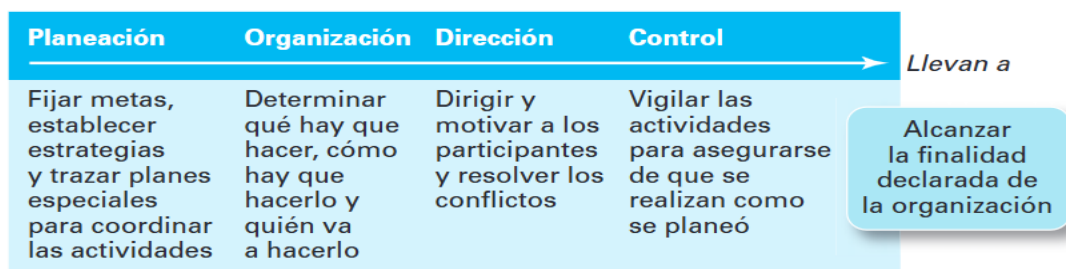 Planeación
Organización
Dirección
Control
Llevan a
Fijar metas,
establecer
estrategias
y trazar planes
especiales
para coordinar
las actividades
Determinar
qué hay que
hacer, cómo
hay que
hacerlo y
quién va
a hacerlo
Dirigir y
motivar a los
participantes
y resolver los
conflictos
Vigilar las
actividades
para asegurarse
de que se
realizan como
se planeó
Alcanzar
la finalidad
declarada de
la organización